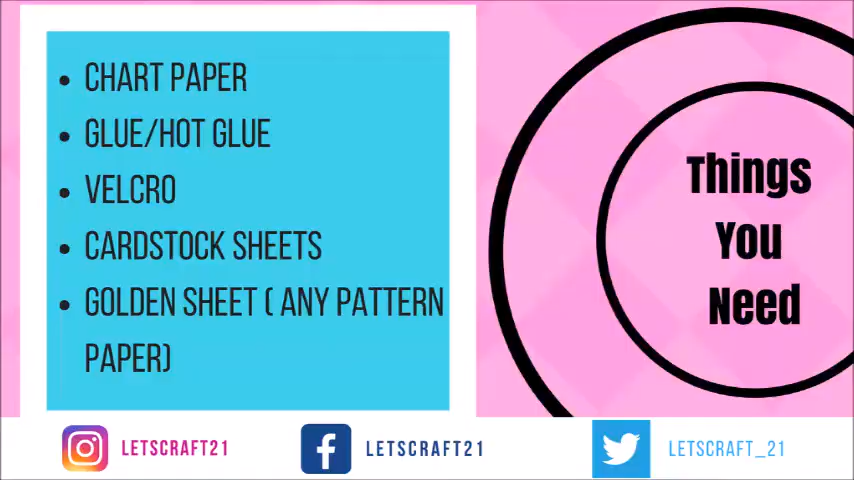 CHART PAPER
GLUE/HOT GLUE
VELCRO
CARDSTOCK SHEETS
GOLDEN SHEET ( ANY PATTERN
PAPER)
Things
You
Need
LETSCRAFT21
LETSCRAFT21
LETSCRAFT_21